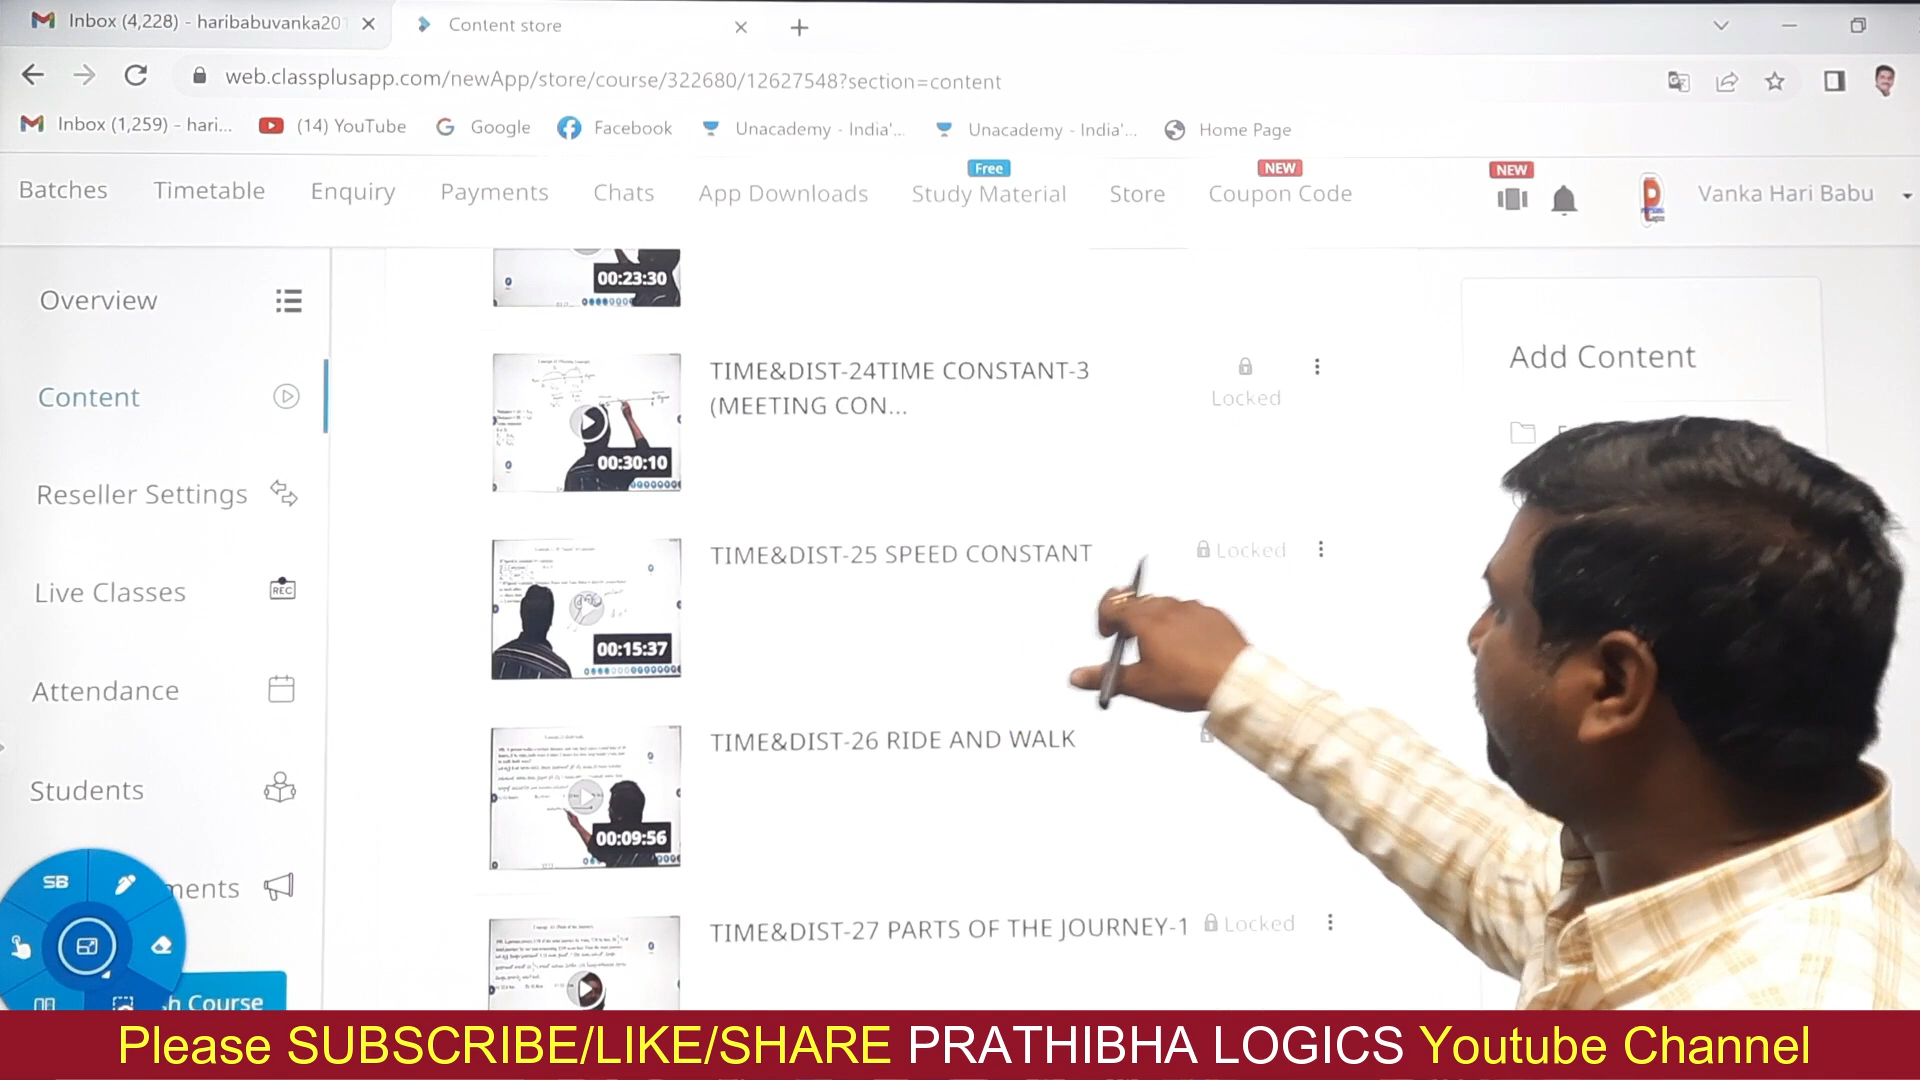 Inbox (4,228) - haribabuvanka201
Content store
web.classplusapp.com/newApp/store/course/322680/12627548?section=content
Inbox (1,259) - hari...
(14) YouTube
Google
Facebook
Unacademy - India'...
Unacademy - India'...
Home Page
Free
NEW
NEW
Batches
Timetable
Enquiry
Payments
Chats
App Downloads
Study Material
Store
Coupon Code
Vanka Hari Babu
Overview
Content
Reseller Settings
Live Classes
REC
Attendance
Students
ments
SB
h Course
00:23:30
TIME&DIST-24TIME CONSTANT-3
(MEETING CON...
Locked
00:30:10
TIME&DIST-25 SPEED CONSTANT
Locked
00:15:37
TIME&DIST-26 RIDE AND WALK
00:09:56
TIME&DIST-27 PARTS OF THE JOURNEY-1
Locked
Add Content
Please SUBSCRIBE/LIKE/SHARE PRATHIBHA LOGICS Youtube Channel